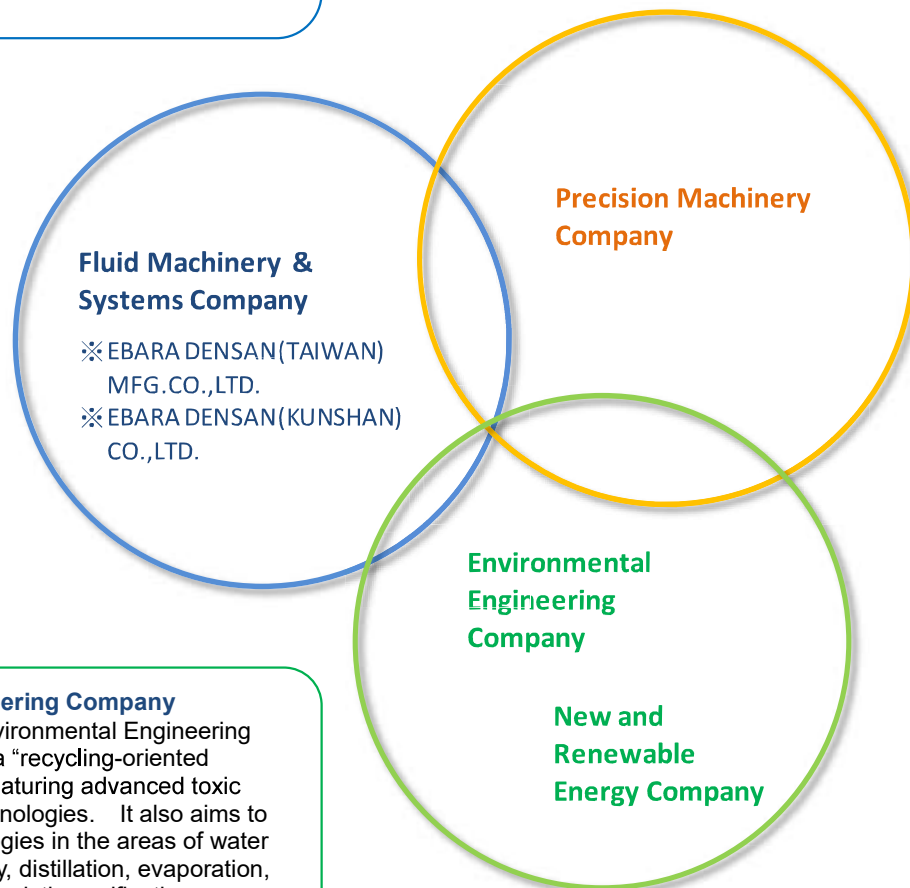 Precision Machinery
Company
Fluid Machinery &
Systems Company
※ EBARA DENSAN(TAIWAN)
MFG.CO.,LTD.
※ EBARA DENSAN(KUNSHAN)
CO.,LTD.
Environmental
Engineering
Company
New and
Renewable
Energy Company
ering Company
vironmental Engineering
a “recycling-oriented
aturing advanced toxic
nologies. It also aims to
gies in the areas of water
y, distillation, evaporation,